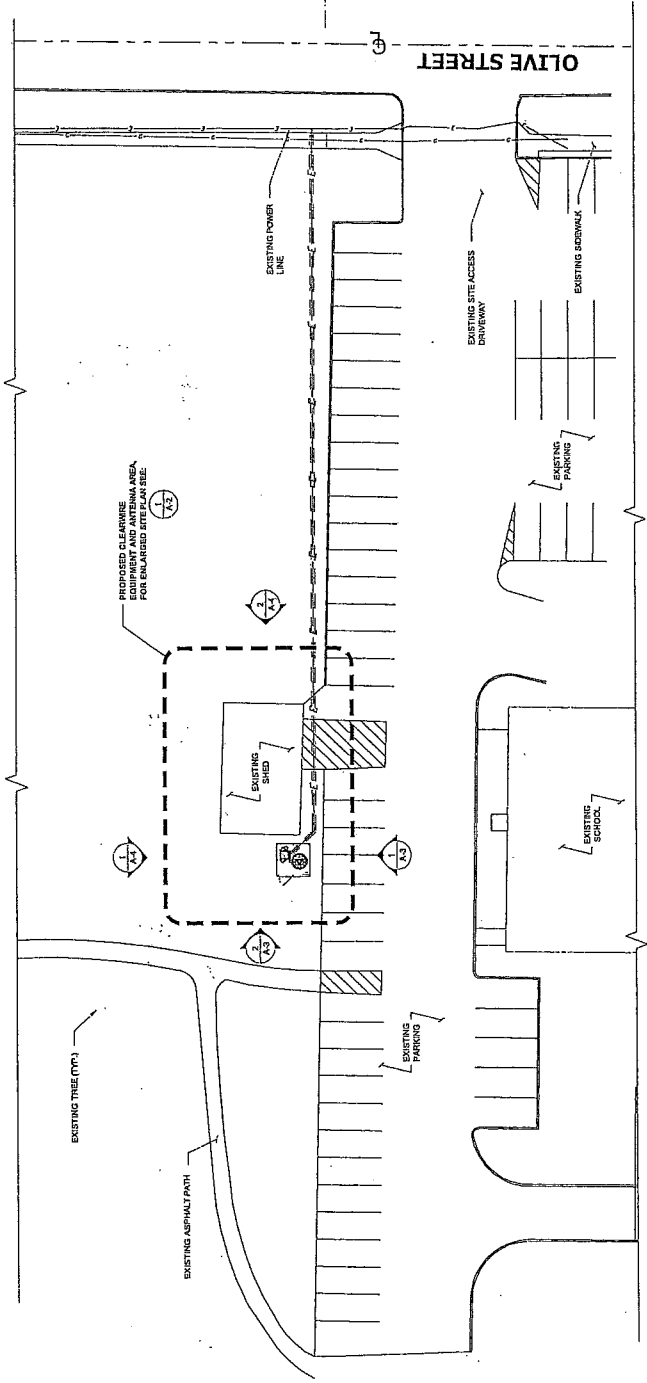 OLIVE STREET
EXISTING POWER
LINE
EXISTING SITE ACCESS
DRIVEWAY
EXISTING SIDEWALK
EXISTING
PARKING
PROPOSED CLEARWIRE
EQUIPMENT AND ANTENNA AREA,
FOR ENLARGED SITE PLAN SEE:
1
A-2
2
A-4
EXISTING
SHED
1
A-4
1
A-3
2
A-3
EXISTING
SCHOOL
EXISTING TREE (TYP.)
EXISTING
PARKING
EXISTING ASPHALT PATH